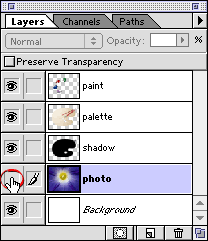 Layers Channels Paths
Normal Opacity: %
Preserve Transparency
paint
palette
shadow
photo
Background